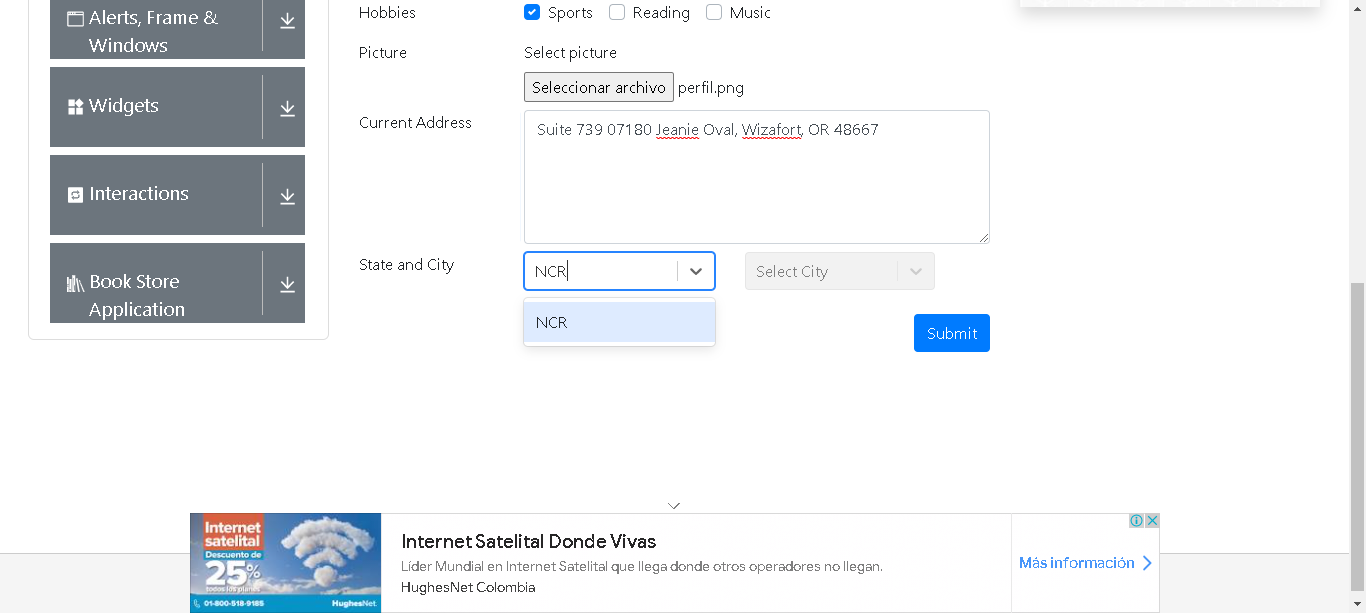 Alerts, Frame &
Windows
Widgets
Interactions
Book Store
Application
Hobbies
Sports
Reading
Music
Picture
Select picture
Seleccionar archivo
perfil.png
Current Address
Suite 739 07180 Jeanie Oval, Wizafort, OR 48667
State and City
NCR
Select City
NCR
Submit
Internet
satelital
Descuento de
25%
todos los planes
01-800-518-9185
HughesNet.
Internet Satelital Donde Vivas
Líder Mundial en Internet Satelital que llega donde otros operadores no llegan.
HughesNet Colombia
Más información